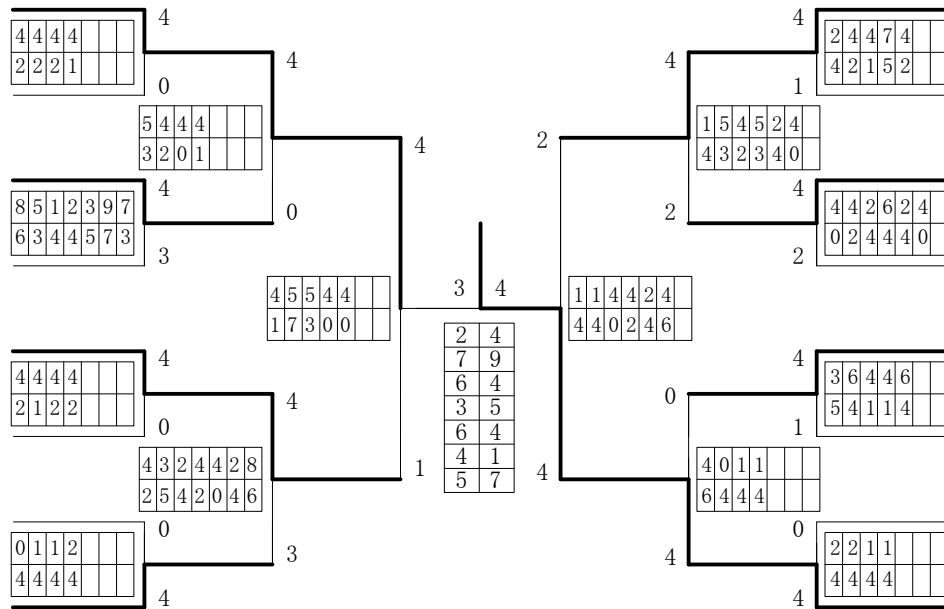 4 4
4 4 4 4 2 4 4 7 4
2 2 2 1 4 2 1 5 2
4 4
0 1
5 4 4 4 1 5 4 5 2 4
3 2 0 1 4 3 2 3 4 0
4 2
4 4
8 5 1 2 3 9 7 4 4 2 6 2 4
0 2
6 3 4 4 5 7 3 0 2 4 4 4 0
3 2
4 5 5 4 4 3 4 1 1 4 4 2 4
1 7 3 0 0 4 4 0 2 4 6
2 4
7 9
4 4
4 4 4 4 6 4 3 6 4 4 6
4 0
2 1 2 2 3 5 5 4 1 1 4
0 6 4 1
4 3 2 4 4 2 8 4 1 4 0 1 1
1 4
2 5 4 2 0 4 6 5 7 6 4 4 4
0 0
0 1 1 2 2 2 1 1
3 4
4 4 4 4 4 4 4 4
4 4